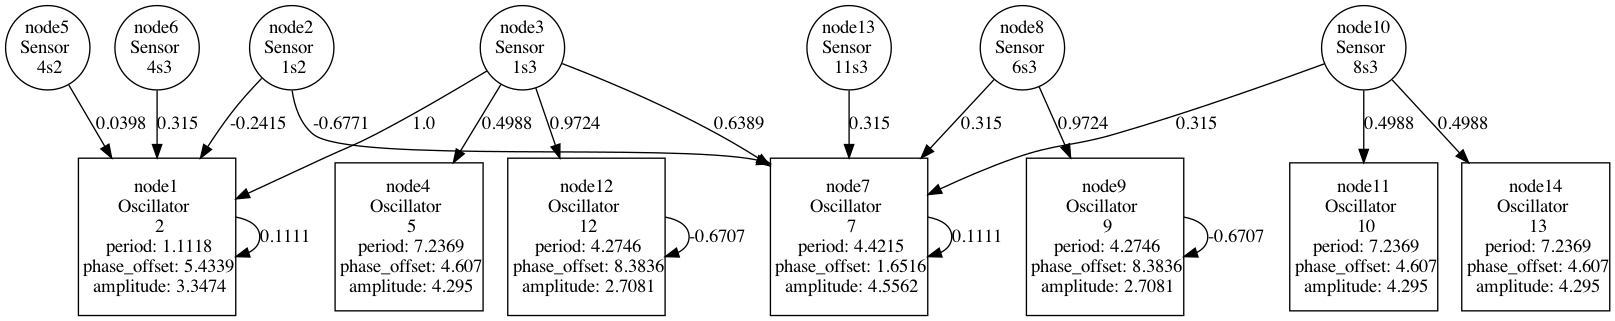 node5
Sensor
4s2
node6
Sensor
4s3
node2
Sensor
1s2
node3
Sensor
1s3
node13
Sensor
11s3
node8
Sensor
6s3
node10
Sensor
8s3
0.0398
0.315
-0.2415
-0.6771
1.0
0.4988
0.9724
0.6389
0.315
0.315
0.9724
0.315
0.4988
0.4988
node1
Oscillator
2
period: 1.1118
phase_offset: 5.4339
amplitude: 3.3474
0.1111
node4
Oscillator
5
period: 7.2369
phase_offset: 4.607
amplitude: 4.295
node12
Oscillator
12
period: 4.2746
phase_offset: 8.3836
amplitude: 2.7081
-0.6707
node7
Oscillator
7
period: 4.4215
phase_offset: 1.6516
amplitude: 4.5562
0.1111
node9
Oscillator
9
period: 4.2746
phase_offset: 8.3836
amplitude: 2.7081
-0.6707
node11
Oscillator
10
period: 7.2369
phase_offset: 4.607
amplitude: 4.295
node14
Oscillator
13
period: 7.2369
phase_offset: 4.607
amplitude: 4.295